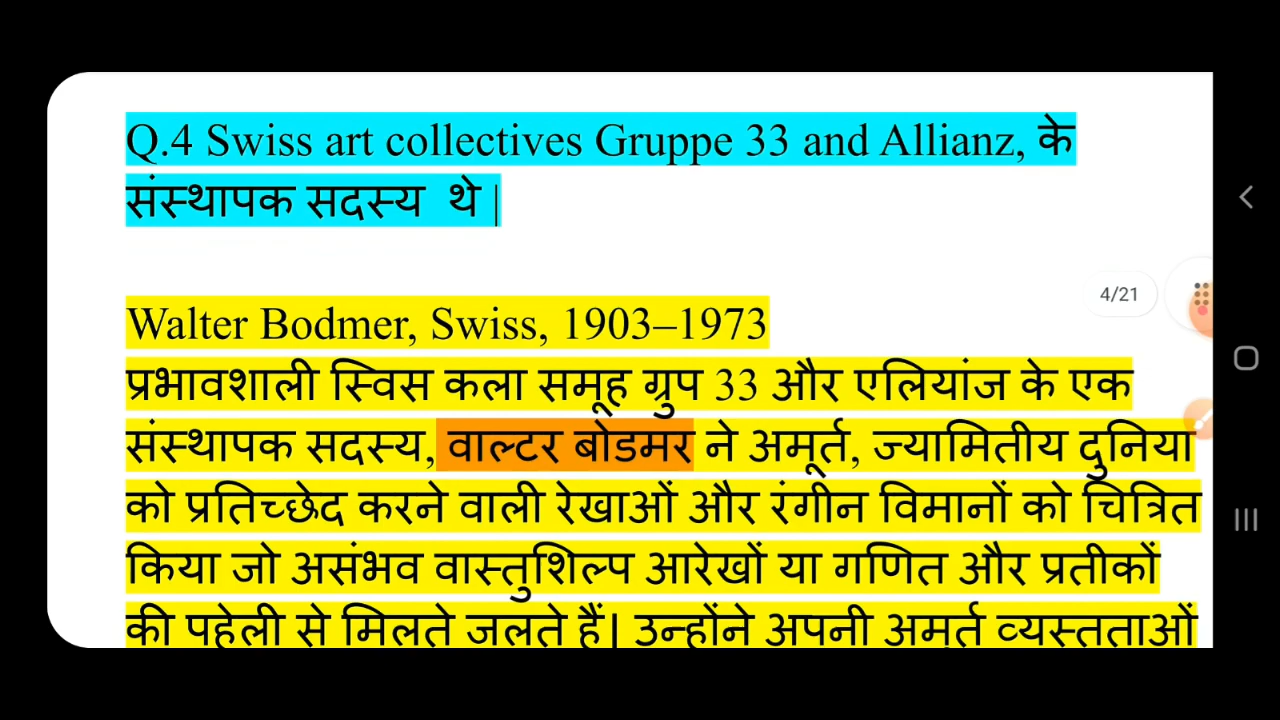 Q.4 Swiss art collectives Gruppe 33 and Allianz, के
संस्थापक सदस्य थे |
Walter Bodmer, Swiss, 1903–1973
प्रभावशाली स्विस कला समूह ग्रुप 33 और एलियांज के एक
संस्थापक सदस्य, वाल्टर बोडमर ने अमूर्त, ज्यामितीय दुनिया
को प्रतिच्छेद करने वाली रेखाओं और रंगीन विमानों को चित्रित
किया जो असंभव वास्तुशिल्प आरेखों या गणित और प्रतीकों
की पहेली से मिलते जुलते हैं। उन्होंने अपनी अमूर्त व्यस्तताओं
4/21